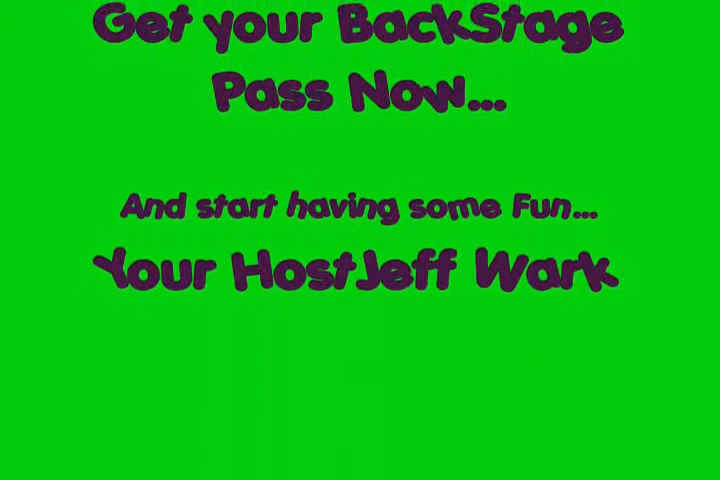 Get your BackStage
Pass Now...
And start having some Fun...
Your HostJeff Wark